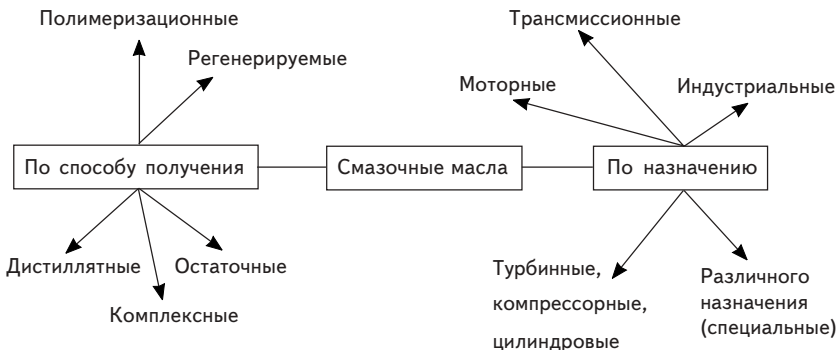 Полимеризационные
Регенерируемые
Трансмиссионные
Моторные
Индустриальные
По способу получения
Смазочные масла
По назначению
Дистиллятные
Остаточные
Комплексные
Турбинные,
компрессорные,
цилиндровые
Различного
назначения
(специальные)